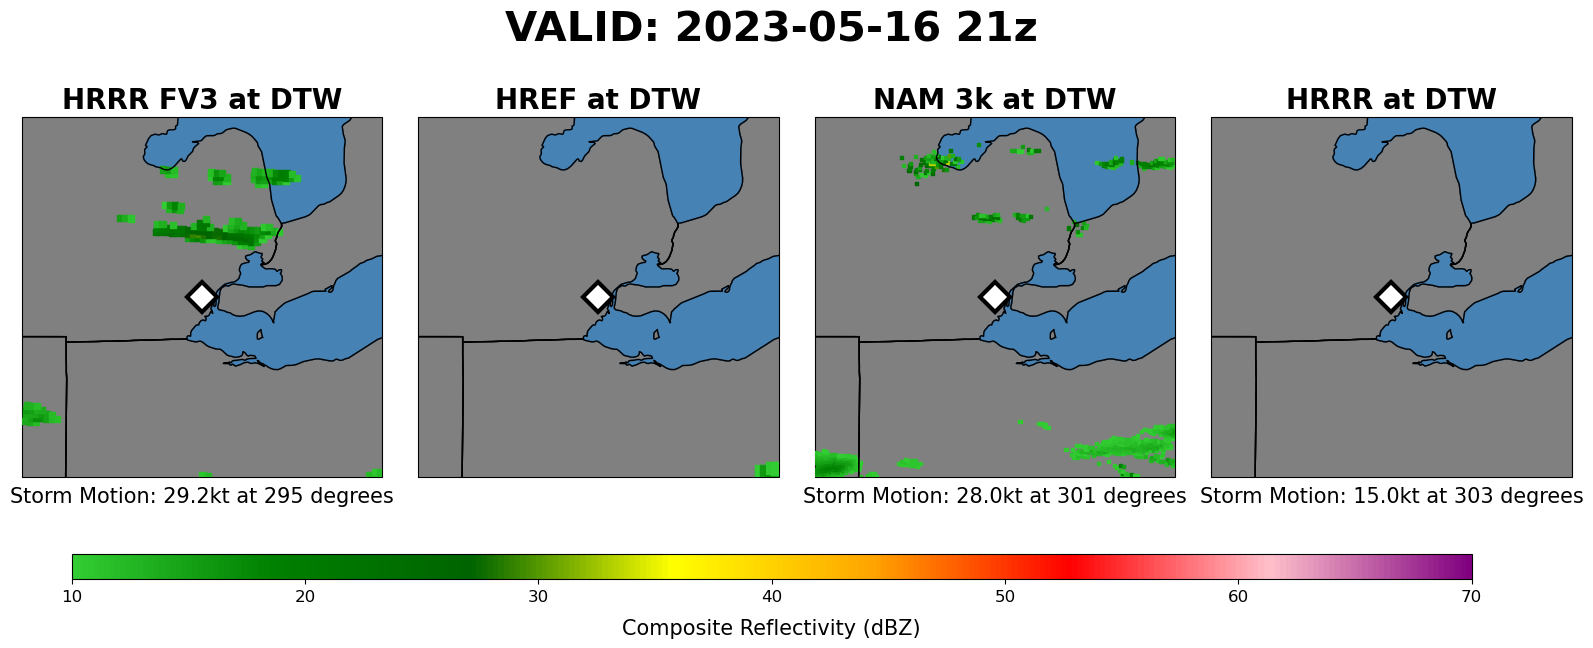 VALID: 2023-05-16 21z
HRRR FV3 at DTW
HREF at DTW
NAM 3k at DTW
HRRR at DTW
Storm Motion: 29.2kt at 295 degrees
Storm Motion: 28.0kt at 301 degrees
Storm Motion: 15.0kt at 303 degrees
10 20 30 40 50 60 70
Composite Reflectivity (dBZ)